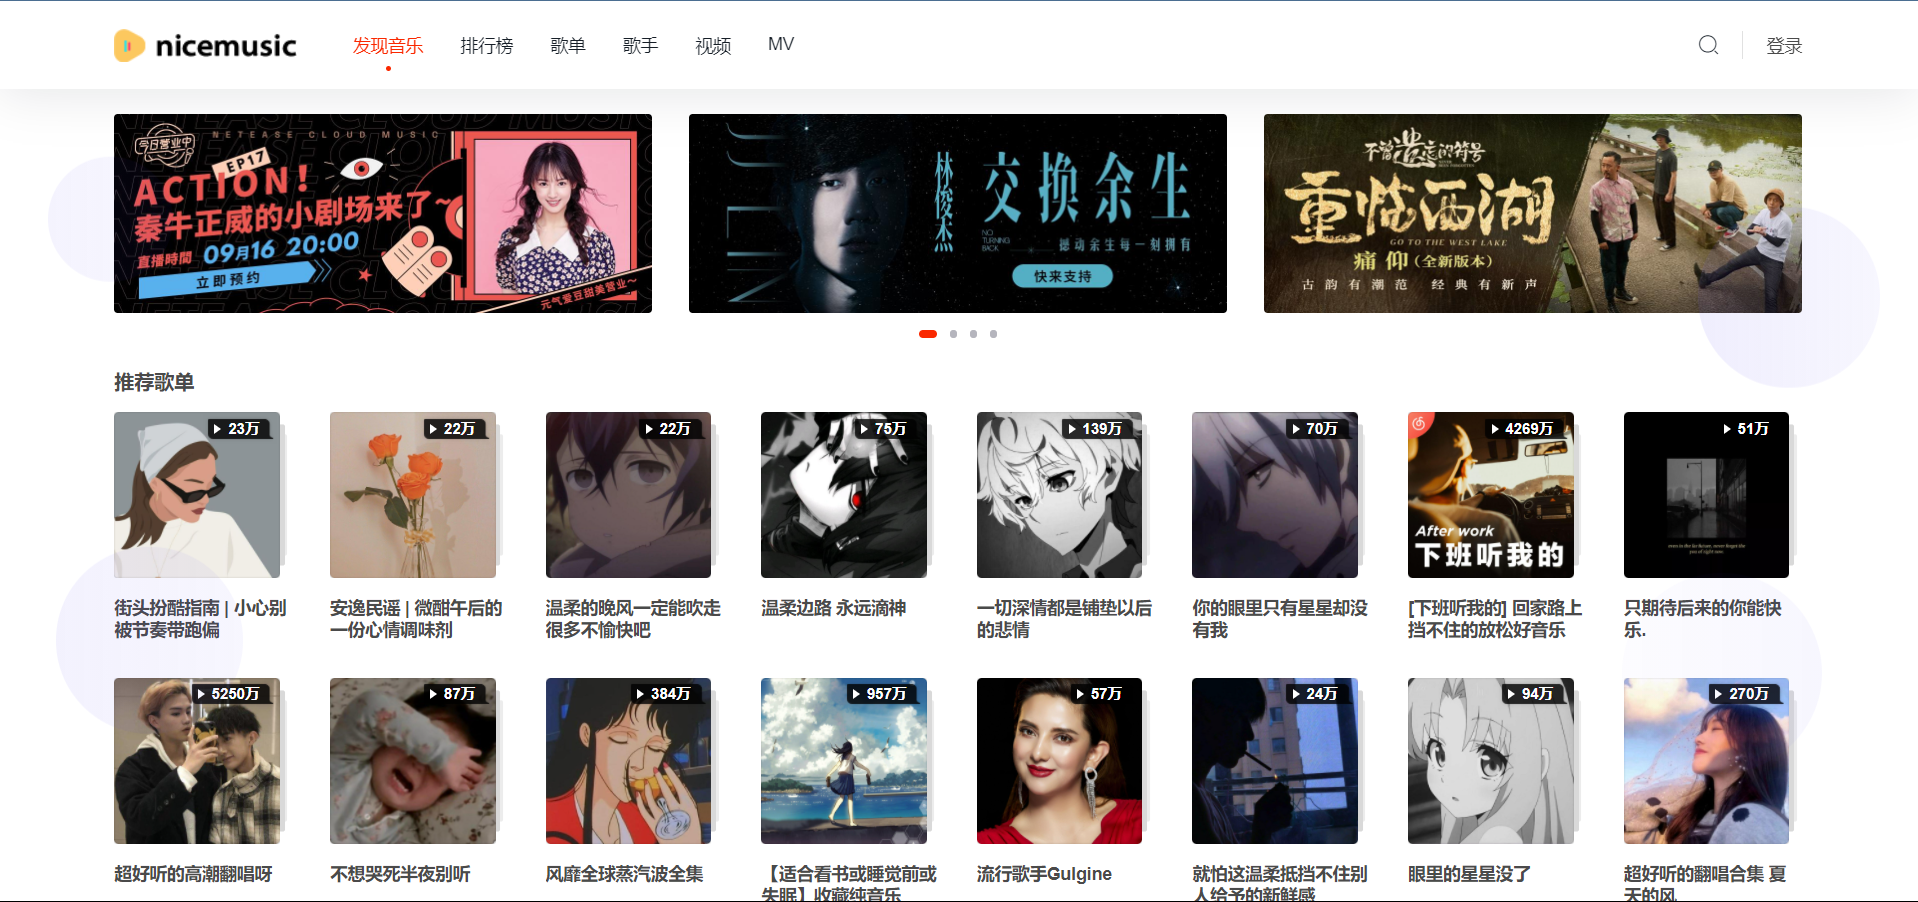 nicemusic
发现音乐
排行榜
歌单
歌手
视频
MV
登录
今日营业中
NETEASE CLOUD MUSIC
EP17
ACTION!
秦牛正威的小剧场来了~
直播時間 09月16 20:00
立即预约
元气爱豆甜美营业~
林俊杰
交换余生
NO
TURNING
BACK
撼动余生每一刻拥有
快来支持
不曾遗忘的符号
重临西湖
GO TO THE WEST LAKE
痛仰(全新版本)
古韵有潮范 经典有新声
推荐歌单
23万
22万
22万
75万
139万
70万
4269万
51万
After work
下班听我的
街头扮酷指南 | 小心别
被节奏带跑偏
安逸民谣 | 微酣午后的
一份心情调味剂
温柔的晚风一定能吹走
很多不愉快吧
温柔边路 永远滴神
一切深情都是铺垫以后
的悲情
你的眼里只有星星却没
有我
[下班听我的] 回家路上
挡不住的放松好音乐
只期待后来的你能快
乐.
5250万
87万
384万
957万
57万
24万
94万
270万
超好听的高潮翻唱呀
不想哭死半夜别听
风靡全球蒸汽波全集
【适合看书或睡觉前或
失眠】收藏纯音乐
流行歌手Gulgine
就怕这温柔抵挡不住别
人给予的新鲜感
眼里的星星没了
超好听的翻唱合集 夏
天的风